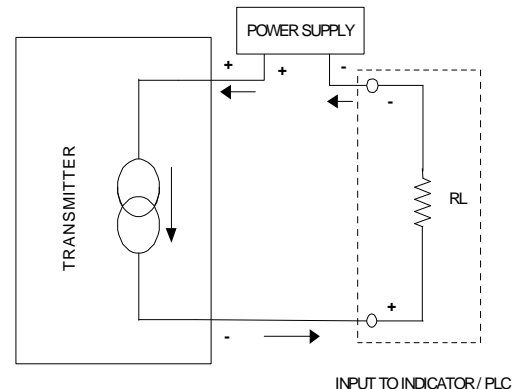 POWER SUPPLY
+
+
-
-
TRANSMITTER
RL
+
-
INPUT TO INDICATOR / PLC